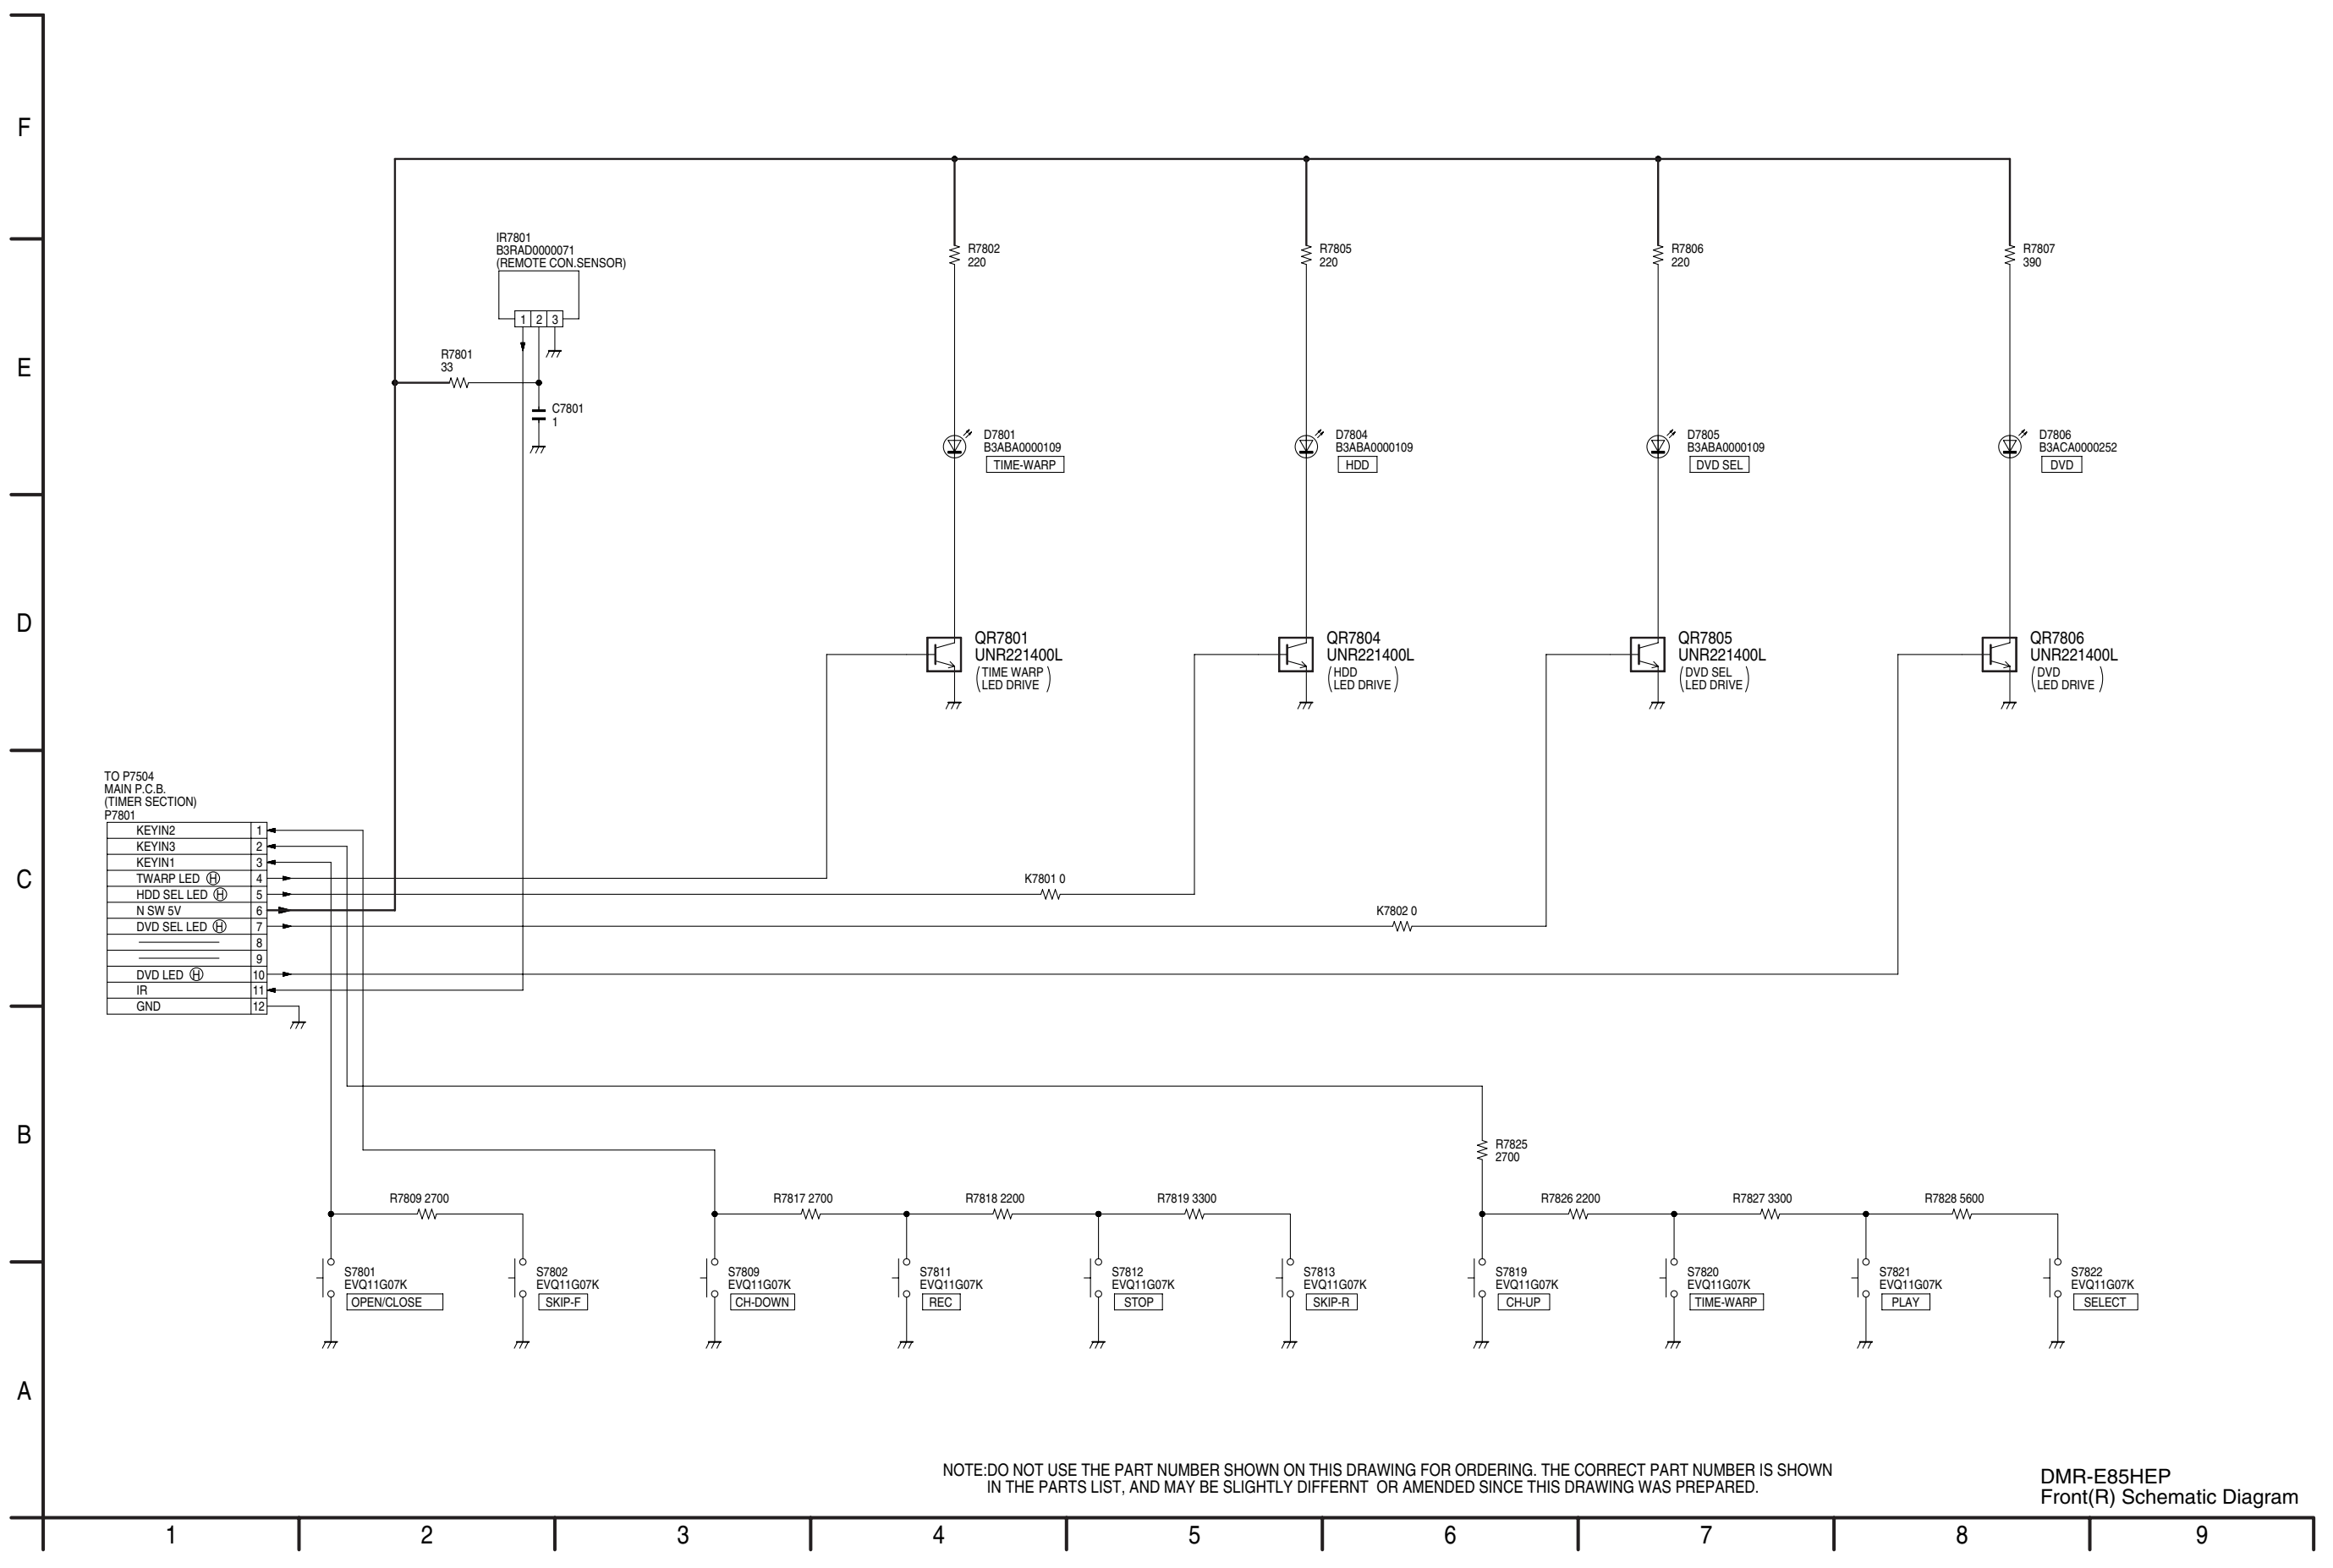 F
E
D
C
B
A
IR7801
B3RAD0000071
(REMOTE CON.SENSOR)
1 2 3
R7801
33
C7801
1
R7802
220
R7805
220
R7806
220
R7807
390
D7801
B3ABA0000109
TIME-WARP
D7804
B3ABA0000109
HDD
D7805
B3ABA0000109
DVD SEL
D7806
B3ACA0000252
DVD
QR7801
UNR221400L
(TIME WARP
LED DRIVE)
QR7804
UNR221400L
(HDD
LED DRIVE)
QR7805
UNR221400L
(DVD SEL
LED DRIVE)
QR7806
UNR221400L
(DVD
LED DRIVE)
TO P7504
MAIN P.C.B.
(TIMER SECTION)
P7801
KEYIN2 1
KEYIN3 2
KEYIN1 3
TWARP LED Ⓗ 4
HDD SEL LED Ⓗ 5
N SW 5V 6
DVD SEL LED Ⓗ 7
8
9
DVD LED Ⓗ 10
IR 11
GND 12
K7801 0
K7802 0
R7825
2700
R7809 2700
R7817 2700
R7818 2200
R7819 3300
R7826 2200
R7827 3300
R7828 5600
S7801
EVQ11G07K
OPEN/CLOSE
S7802
EVQ11G07K
SKIP-F
S7809
EVQ11G07K
CH-DOWN
S7811
EVQ11G07K
REC
S7812
EVQ11G07K
STOP
S7813
EVQ11G07K
SKIP-R
S7819
EVQ11G07K
CH-UP
S7820
EVQ11G07K
TIME-WARP
S7821
EVQ11G07K
PLAY
S7822
EVQ11G07K
SELECT
NOTE:DO NOT USE THE PART NUMBER SHOWN ON THIS DRAWING FOR ORDERING. THE CORRECT PART NUMBER IS SHOWN
IN THE PARTS LIST, AND MAY BE SLIGHTLY DIFFERNT OR AMENDED SINCE THIS DRAWING WAS PREPARED.
DMR-E85HEP
Front(R) Schematic Diagram
1 2 3 4 5 6 7 8 9